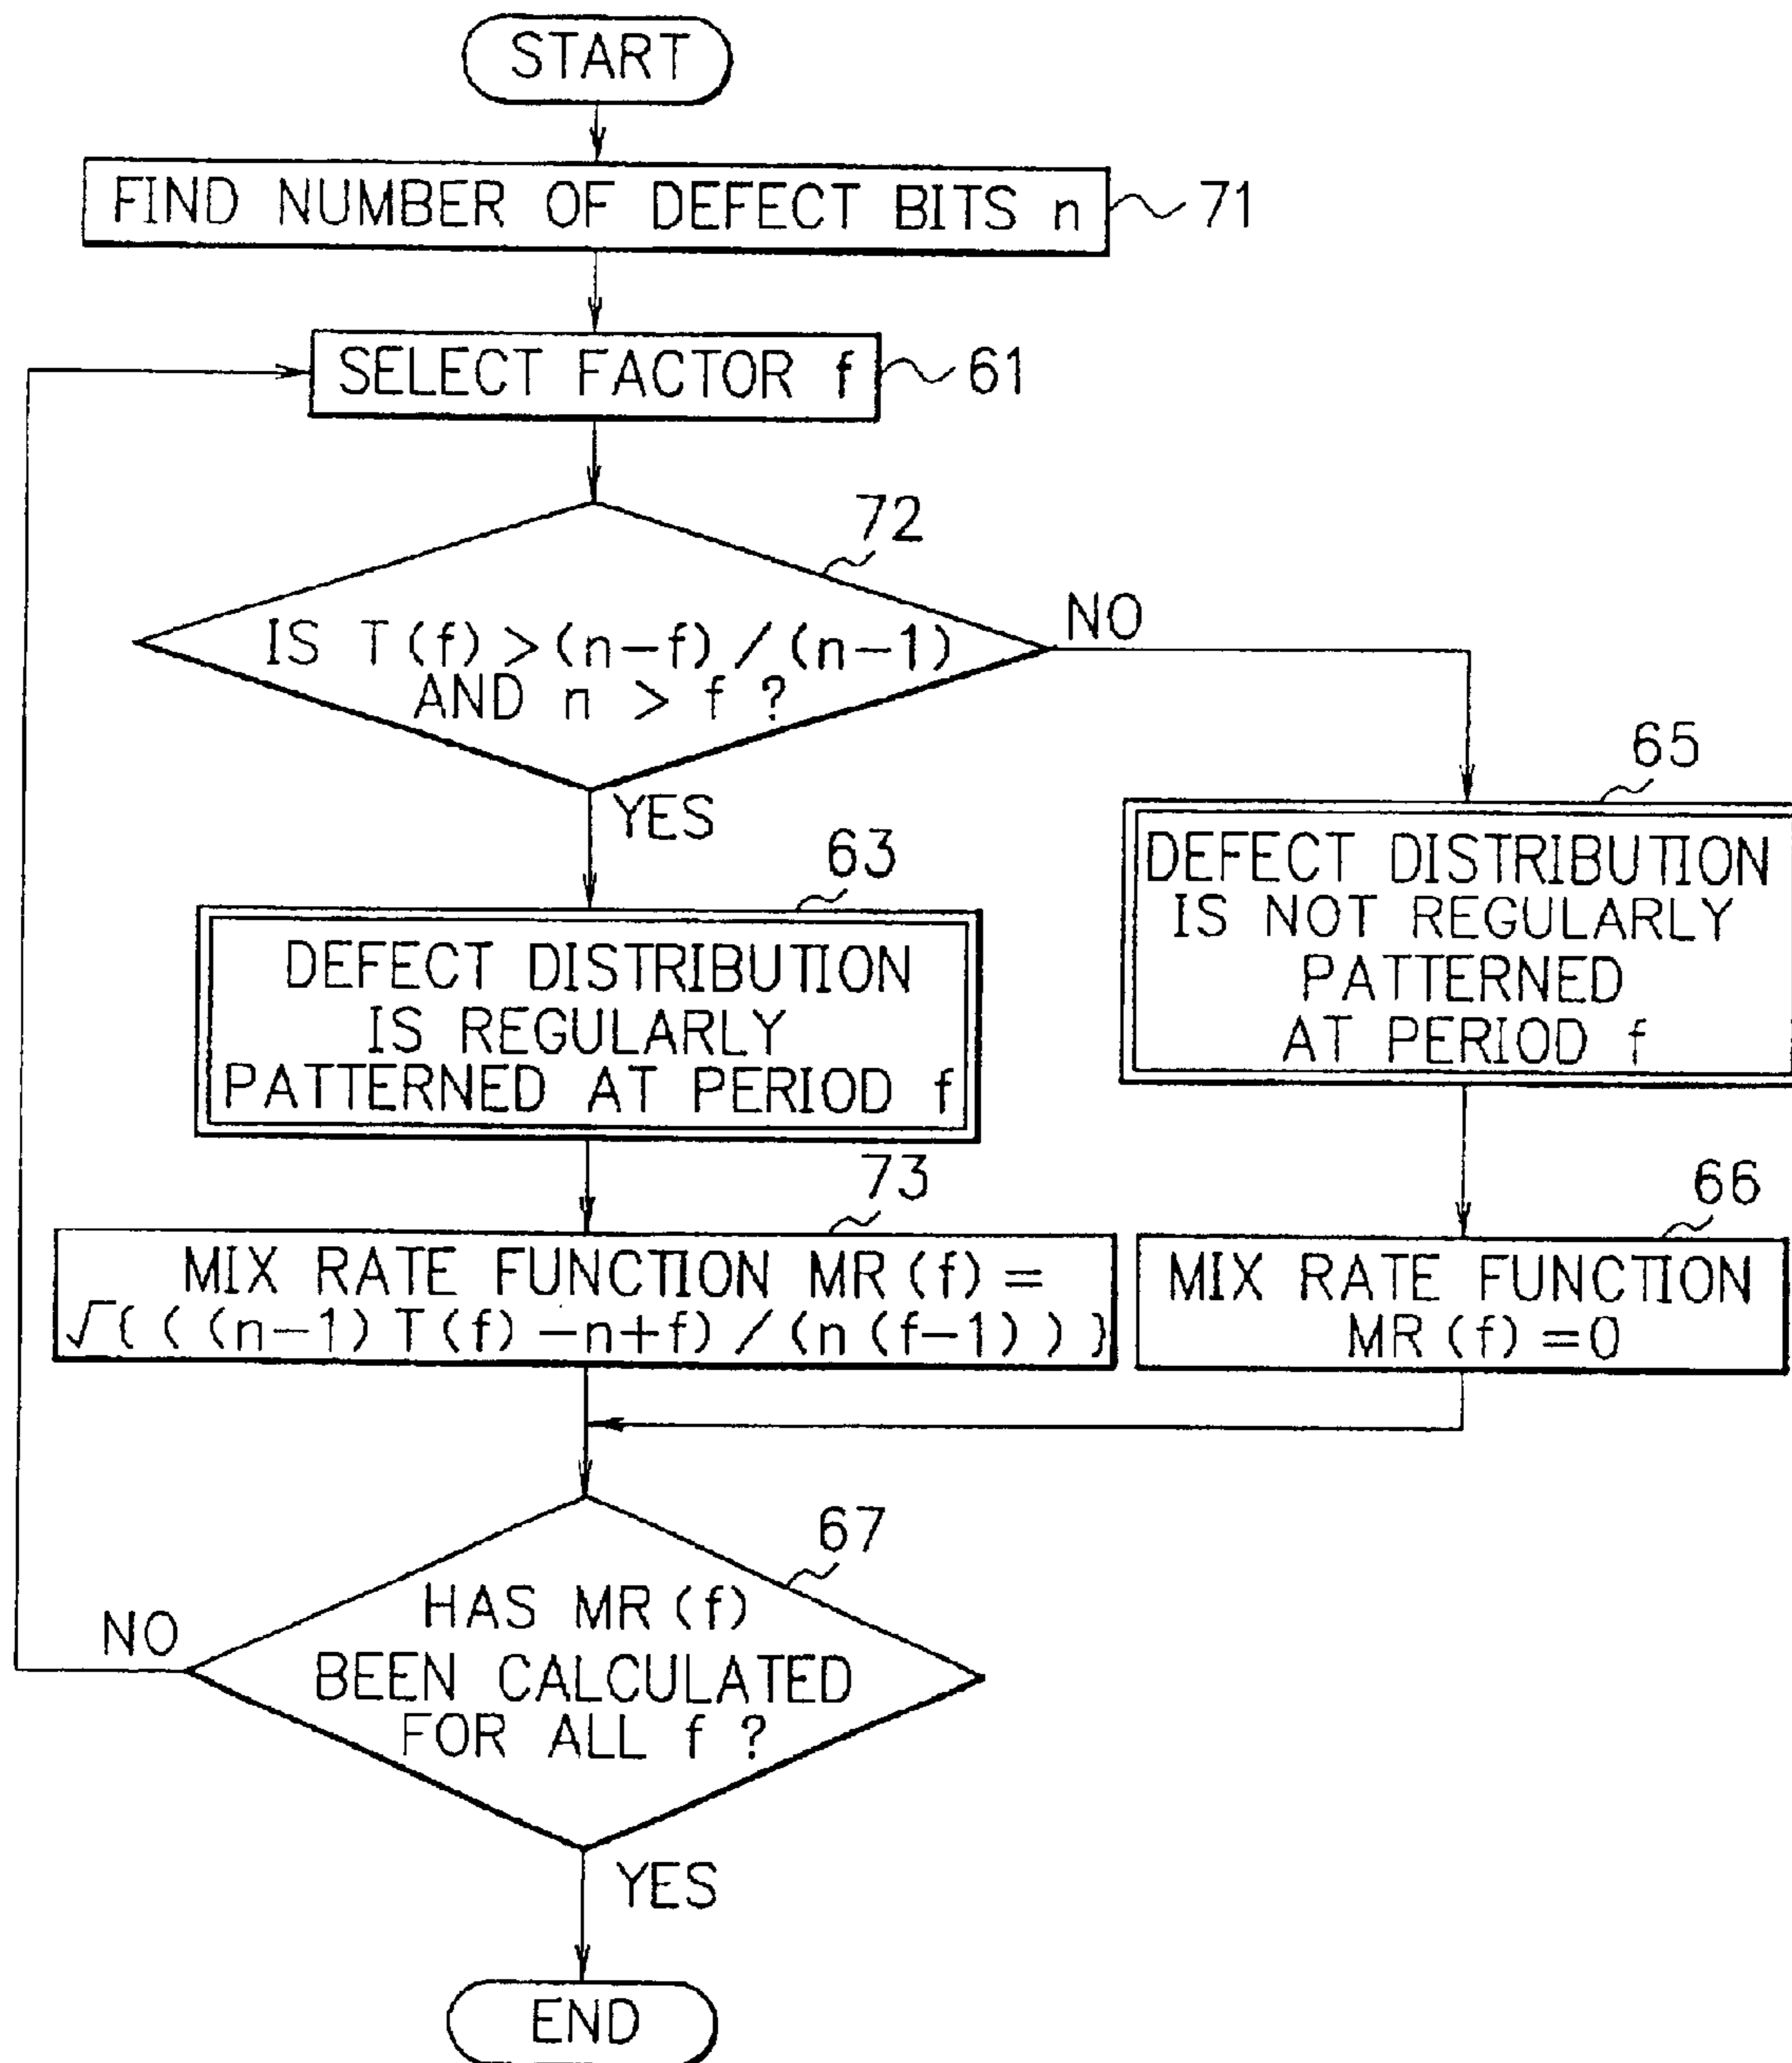 START
FIND NUMBER OF DEFECT BITS n
71
SELECT FACTOR f
61
72
IS T(f)>(n-f)/(n-1)
AND n > f ?
NO
YES
65
DEFECT DISTRIBUTION
IS NOT REGULARLY
PATTERNED
AT PERIOD f
63
DEFECT DISTRIBUTION
IS REGULARLY
PATTERNED AT PERIOD f
73
MIX RATE FUNCTION MR(f)=
√{(((n-1)T(f)-n+f)/(n(f-1))}
66
MIX RATE FUNCTION
MR(f)=0
67
HAS MR(f)
BEEN CALCULATED
FOR ALL f ?
NO
YES
END